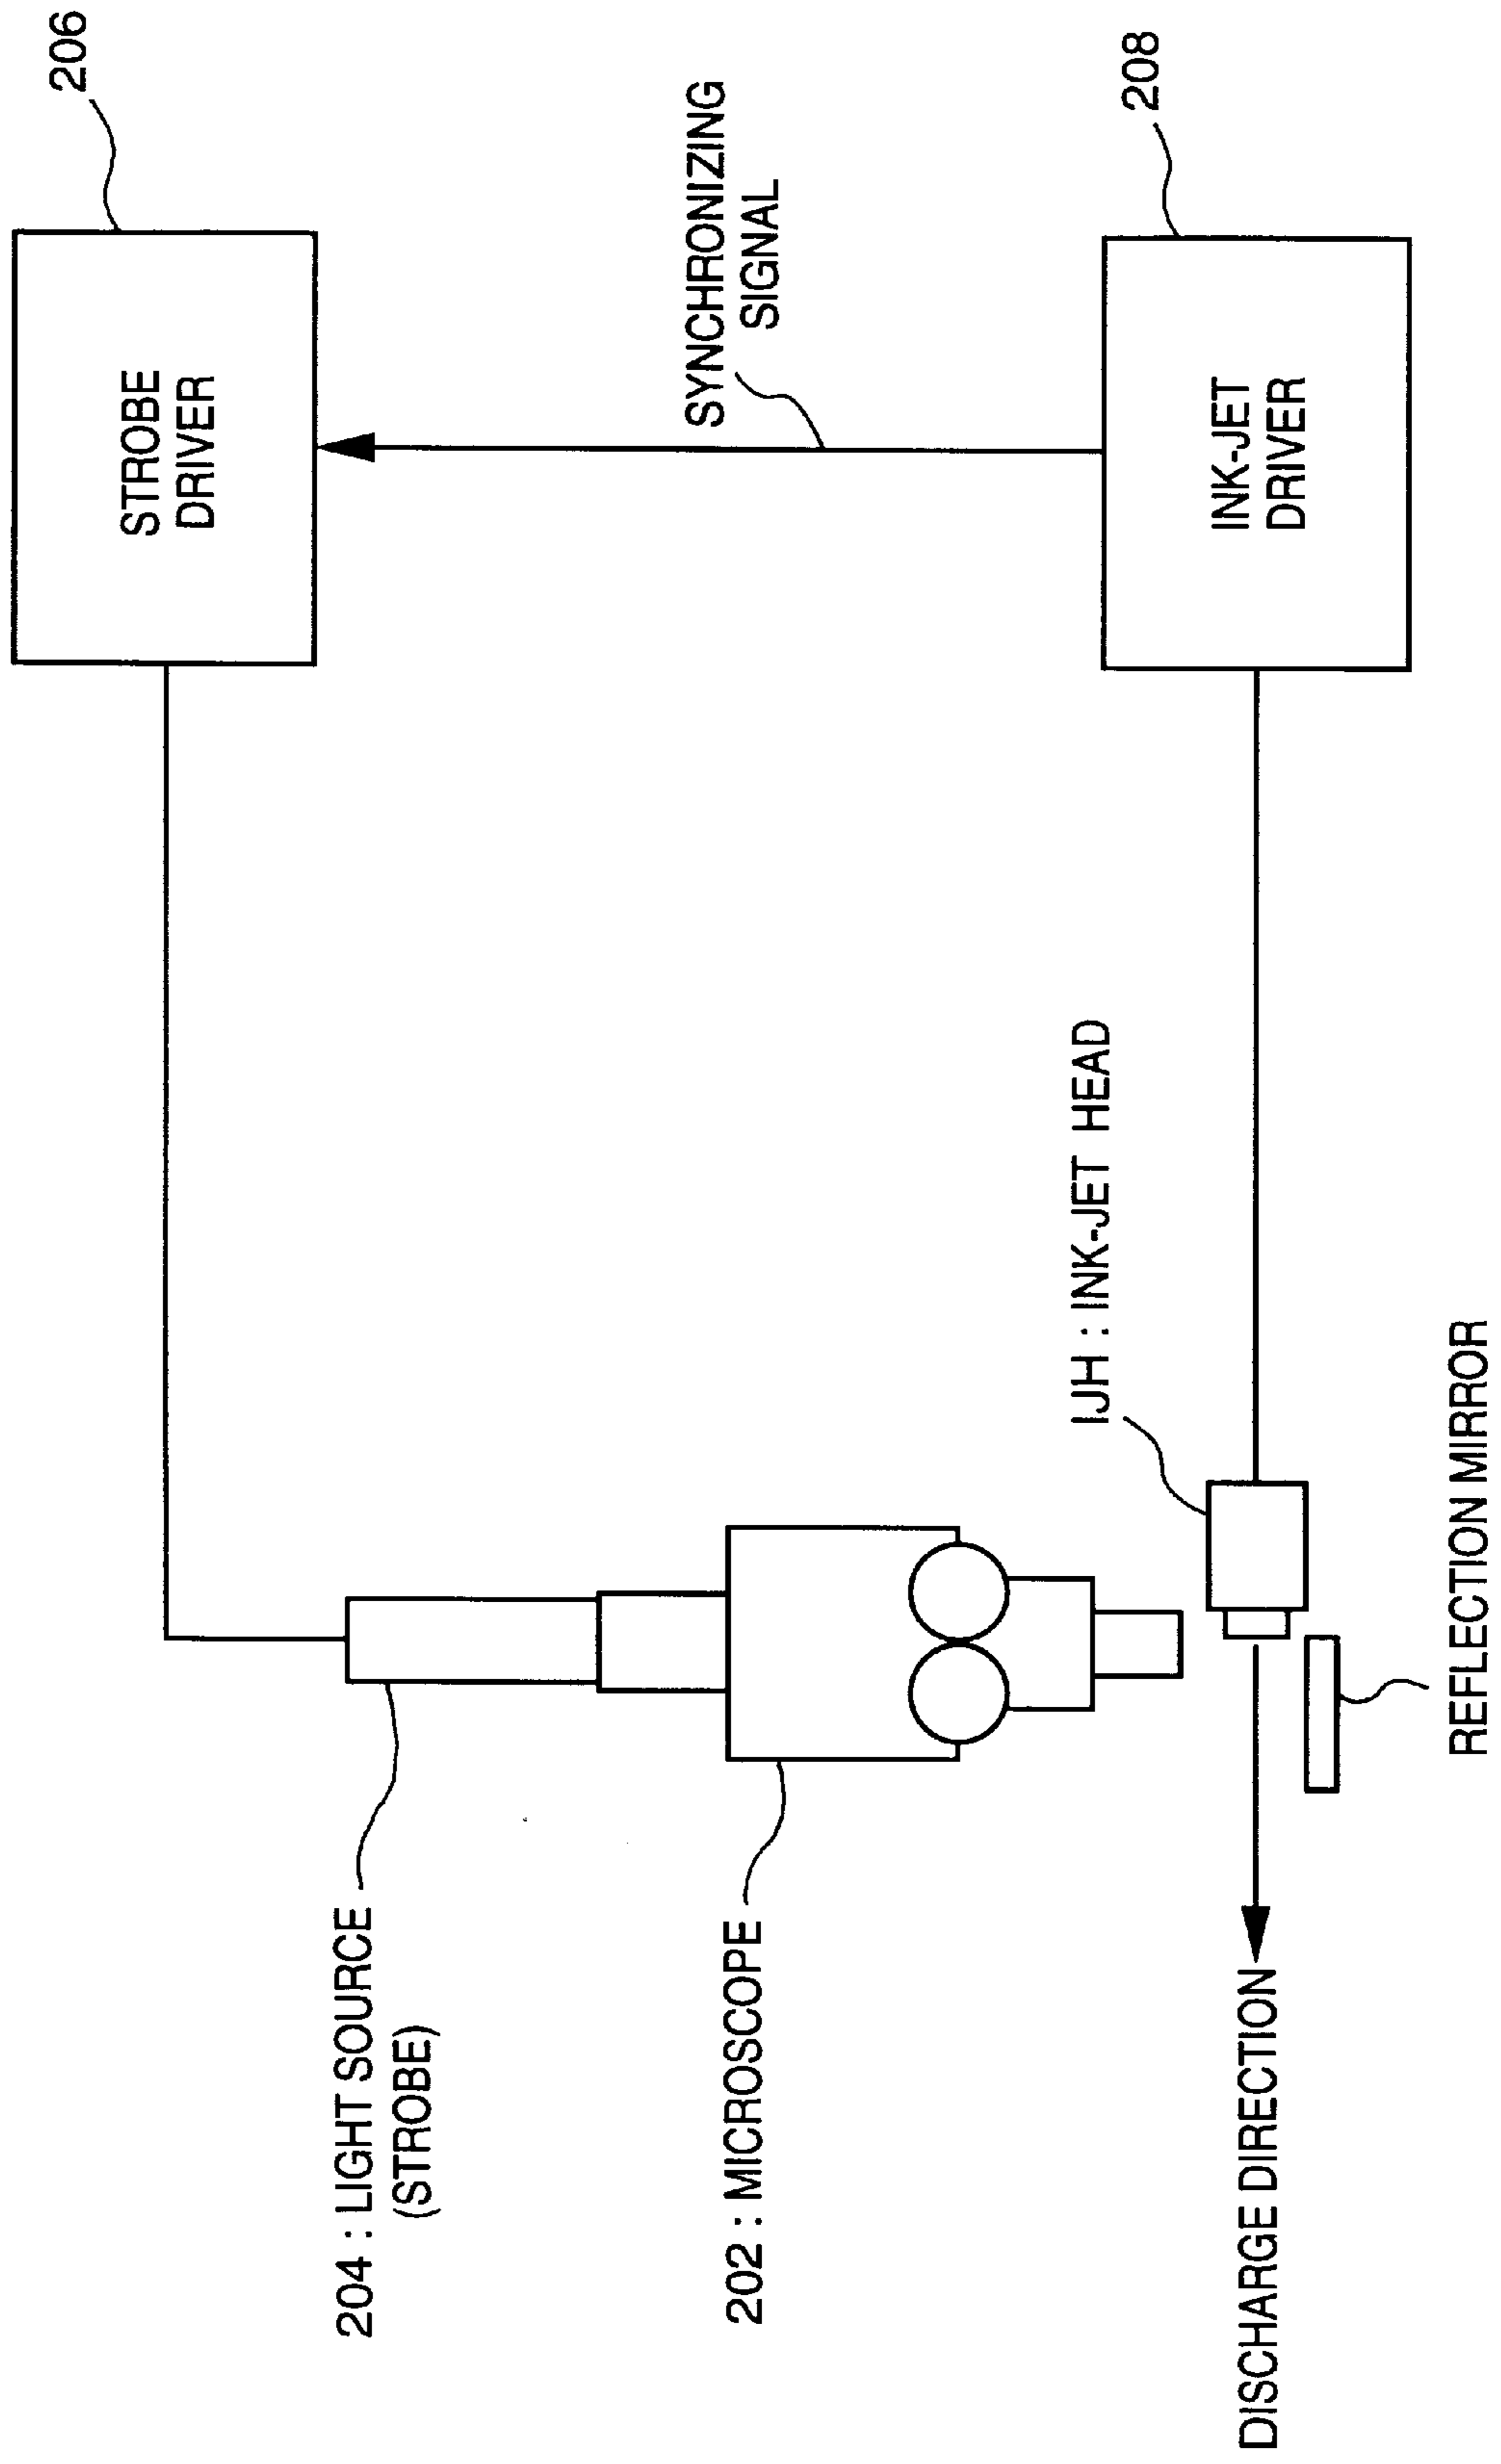 206
STROBE
DRIVER
SYNCHRONIZING
SIGNAL
208
INK-JET
DRIVER
IJH : INK-JET HEAD
REFLECTION MIRROR
204 : LIGHT SOURCE
(STROBE)
202 : MICROSCOPE
DISCHARGE DIRECTION